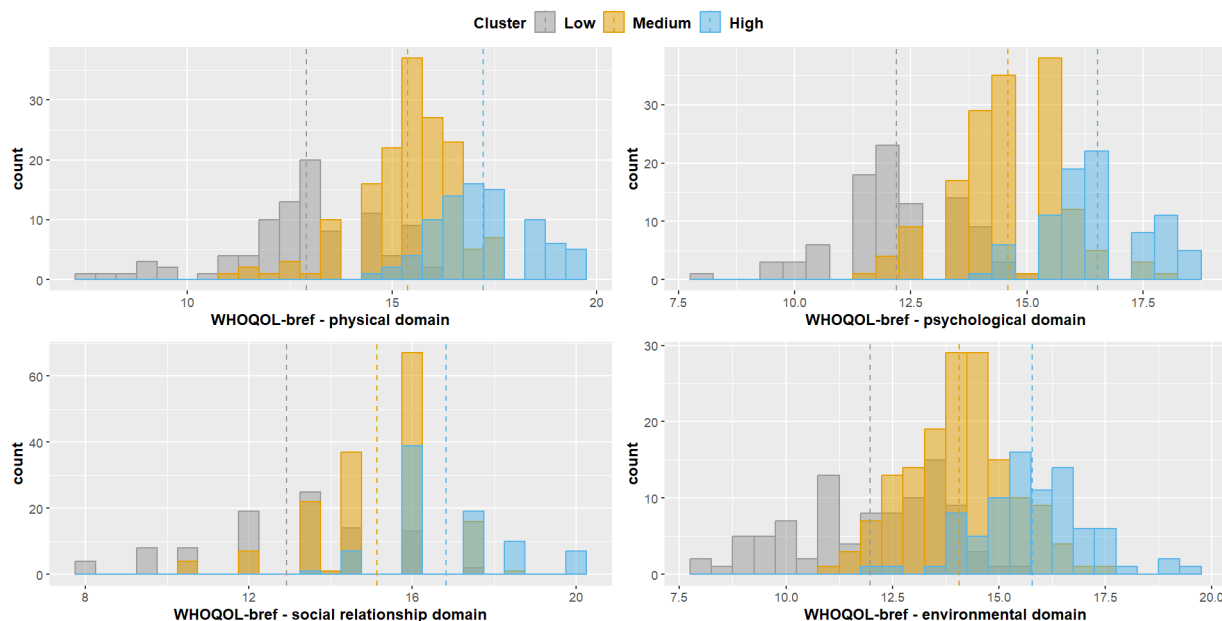 Cluster Low Medium High
30
20
10
0
count
10 15 20
WHOQOL-bref - physical domain
30
20
10
0
count
7.5 10.0 12.5 15.0 17.5
WHOQOL-bref - psychological domain
60
40
20
0
count
8 12 16 20
WHOQOL-bref - social relationship domain
30
20
10
0
count
7.5 10.0 12.5 15.0 17.5 20.0
WHOQOL-bref - environmental domain